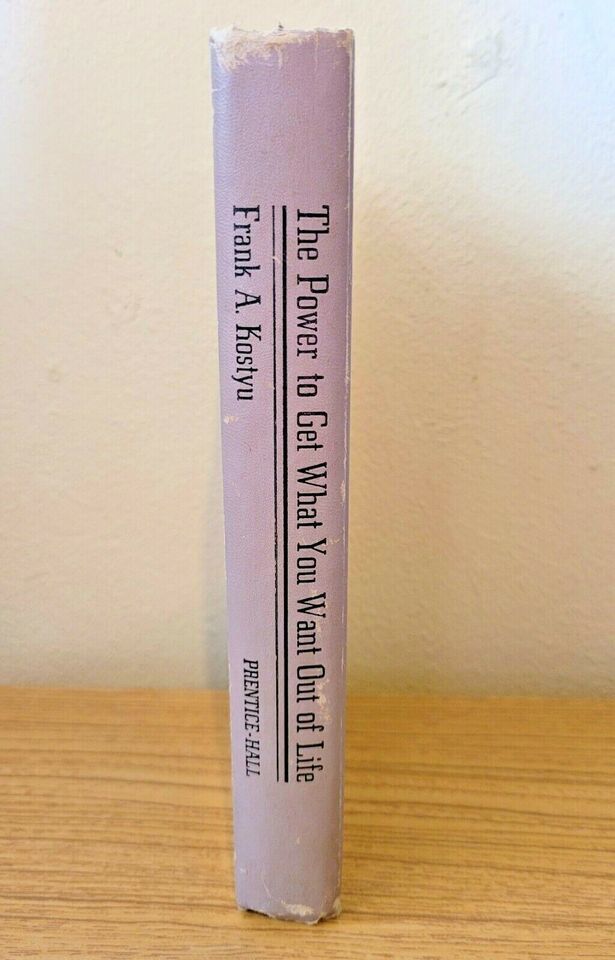 The Power to Get What You Want Out of Life
Frank A. Kostyu
PRENTICE-HALL